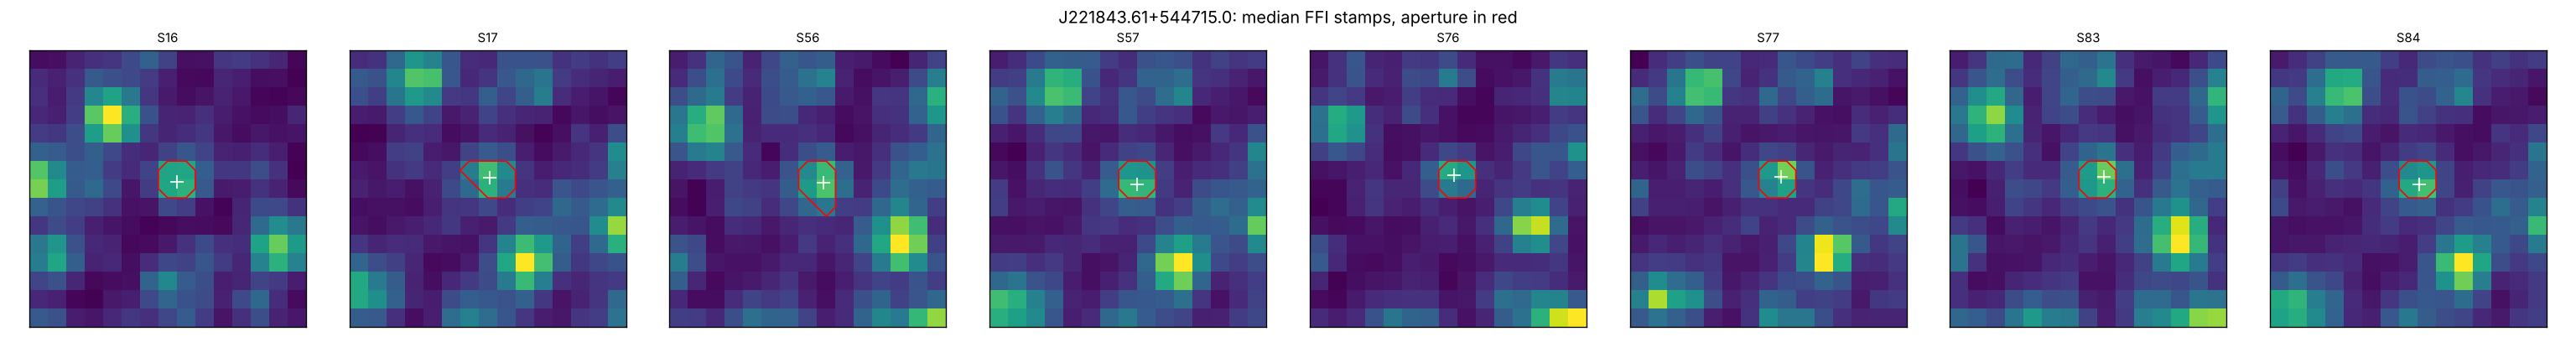 J221843.61+544715.0: median FFI stamps, aperture in red
S16
S17
S56
S57
S76
S77
S83
S84